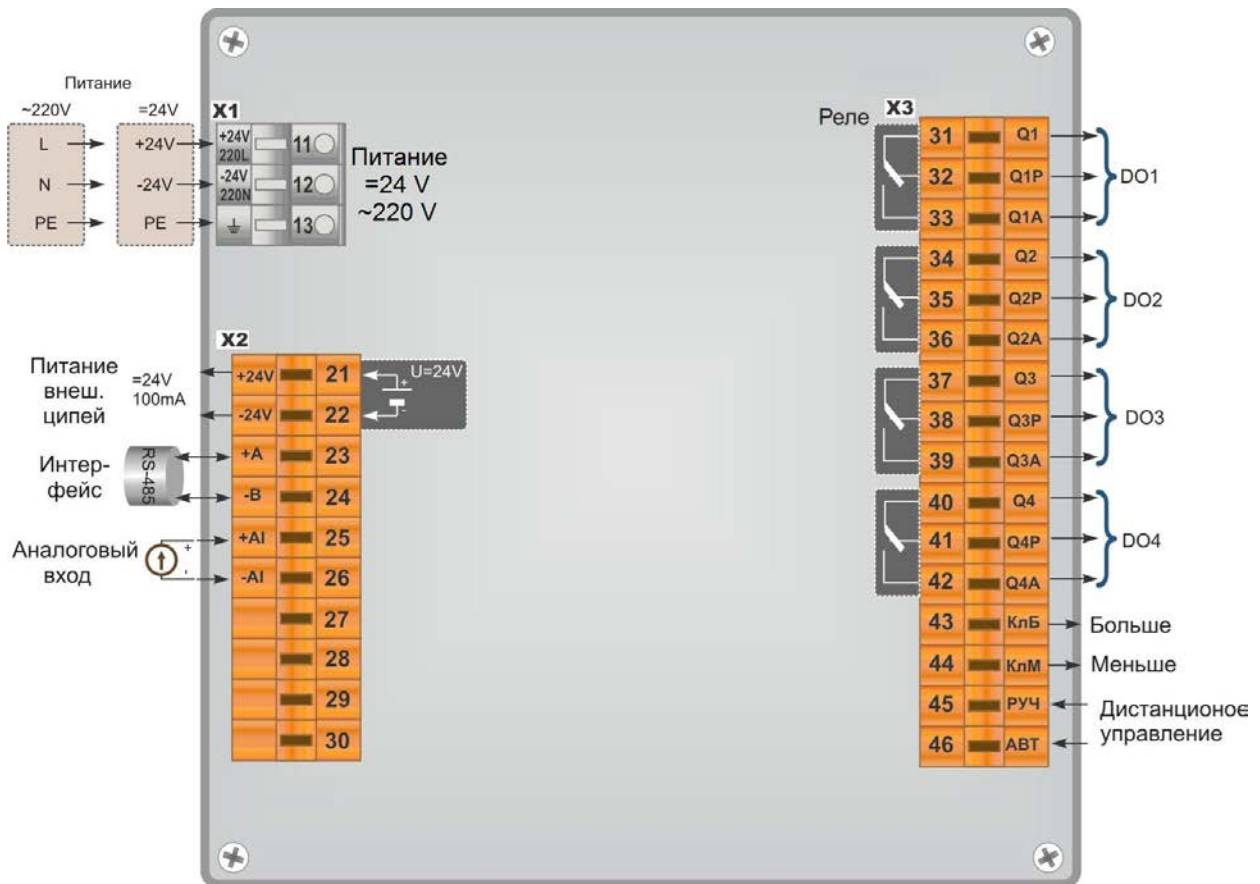 Питание
~220V
=24V
L
+24V
N
-24V
PE
PE
X1
+24V
220L
11
-24V
220N
12
13
Питание
=24 V
~220 V
X2
Питание
внеш.
ципей
=24V
100mA
+24V
21
U=24V
+
-
-24V
22
Интер-
фейс
RS-485
+A
23
-B
24
Аналоговый
вход
+
-
+AI
25
-AI
26
27
28
29
30
Реле
X3
31
Q1
32
Q1P
33
Q1A
DO1
34
Q2
35
Q2P
36
Q2A
DO2
37
Q3
38
Q3P
39
Q3A
DO3
40
Q4
41
Q4P
42
Q4A
DO4
43
КлБ
Больше
44
КлМ
Меньше
45
РУЧ
46
АВТ
Дистанционое
управление